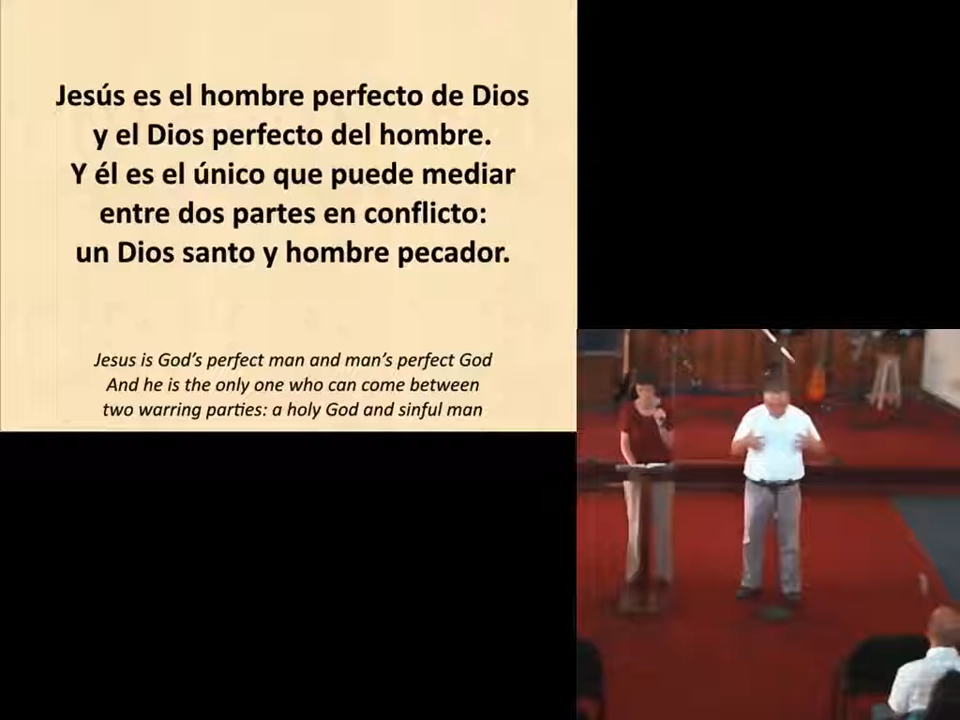 Jesús es el hombre perfecto de Dios
y el Dios perfecto del hombre.
Y él es el único que puede mediar
entre dos partes en conflicto:
un Dios santo y hombre pecador.
Jesus is God's perfect man and man's perfect God
And he is the only one who can come between
two warring parties: a holy God and sinful man